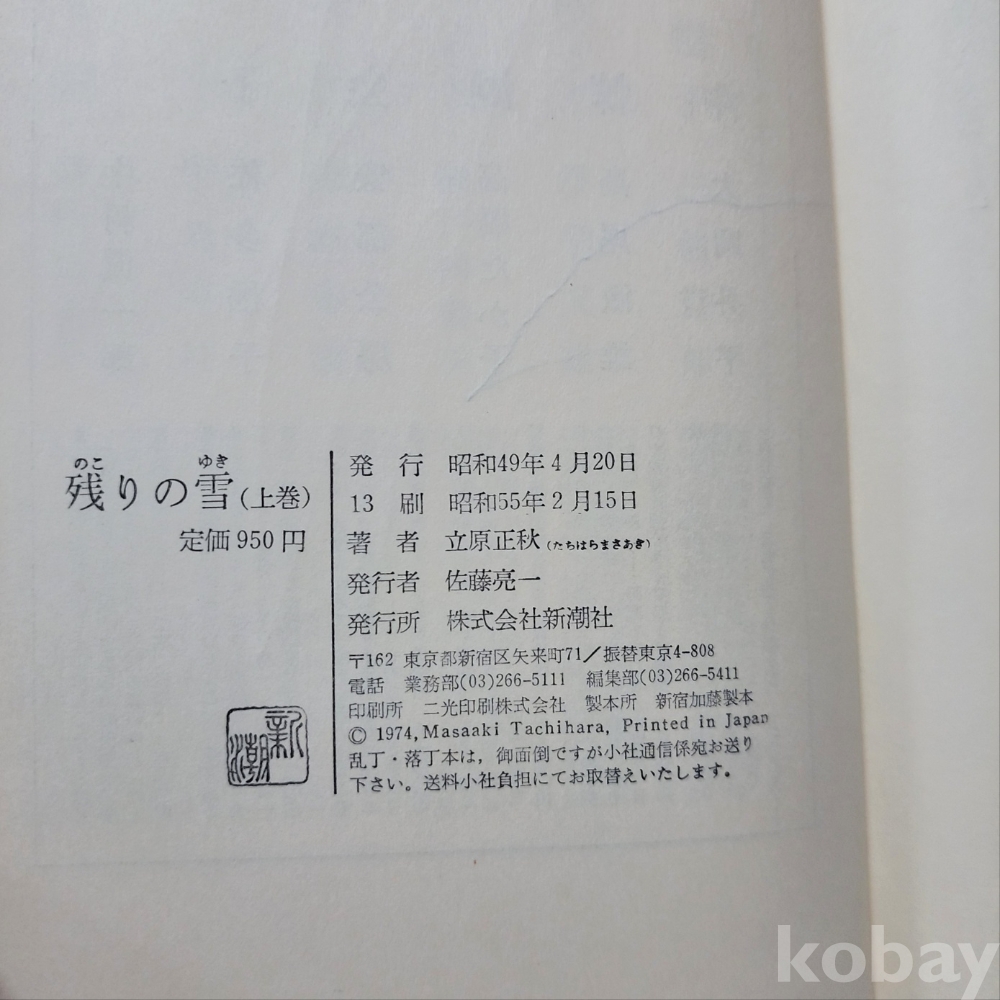 残りの雪(上巻)
のこ ゆき
定価950円
発行 昭和49年4月20日
13刷 昭和55年2月15日
著者 立原正秋(たちはらまさあき)
発行者 佐藤亮一
発行所 株式会社新潮社
〒162 東京都新宿区矢来町71/振替東京4-808
電話 業務部(03)266-5111 編集部(03)266-5411
印刷所 二光印刷株式会社 製本所 新宿加藤製本
© 1974, Masaaki Tachihara, Printed in Japan
乱丁・落丁本は,御面倒ですが小社通信係宛お送り
下さい。送料小社負担にてお取替えいたします。
新潮
kobay